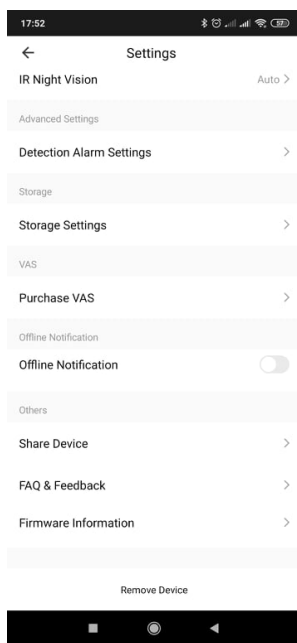 17:52
57
Settings
IR Night Vision
Auto
Advanced Settings
Detection Alarm Settings
Storage
Storage Settings
VAS
Purchase VAS
Offline Notification
Offline Notification
Others
Share Device
FAQ & Feedback
Firmware Information
Remove Device